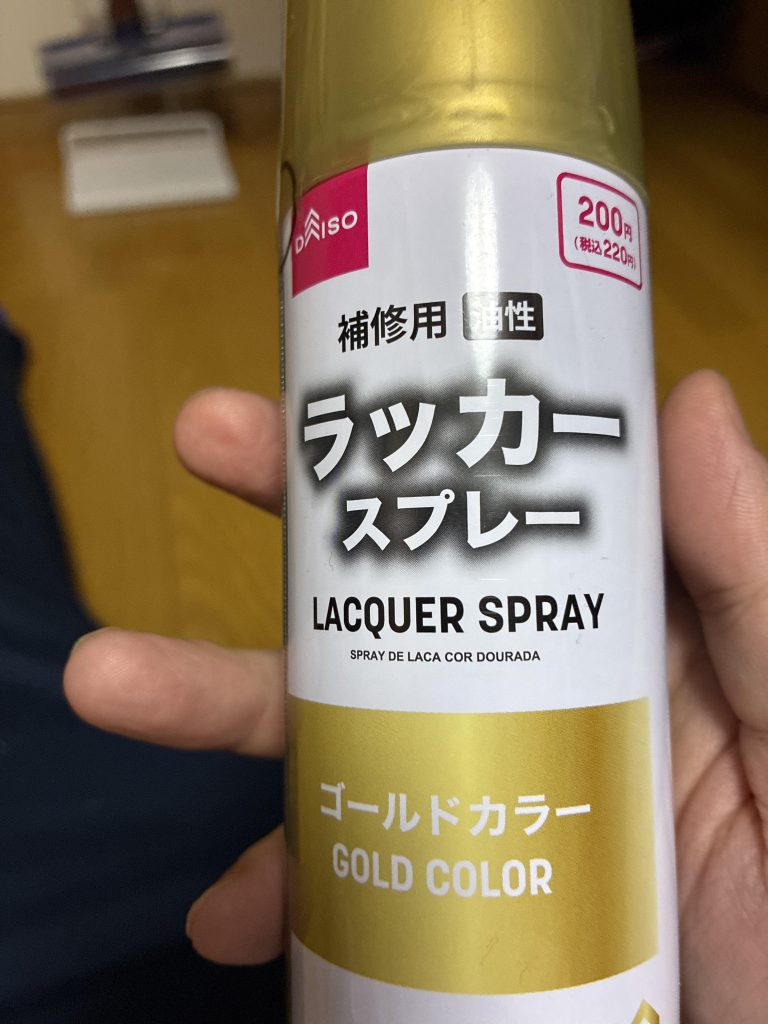 DAISO
200円
(税込220円)
補修用 油性
ラッカー
スプレー
LACQUER SPRAY
SPRAY DE LACA COR DOURADA
ゴールドカラー
GOLD COLOR